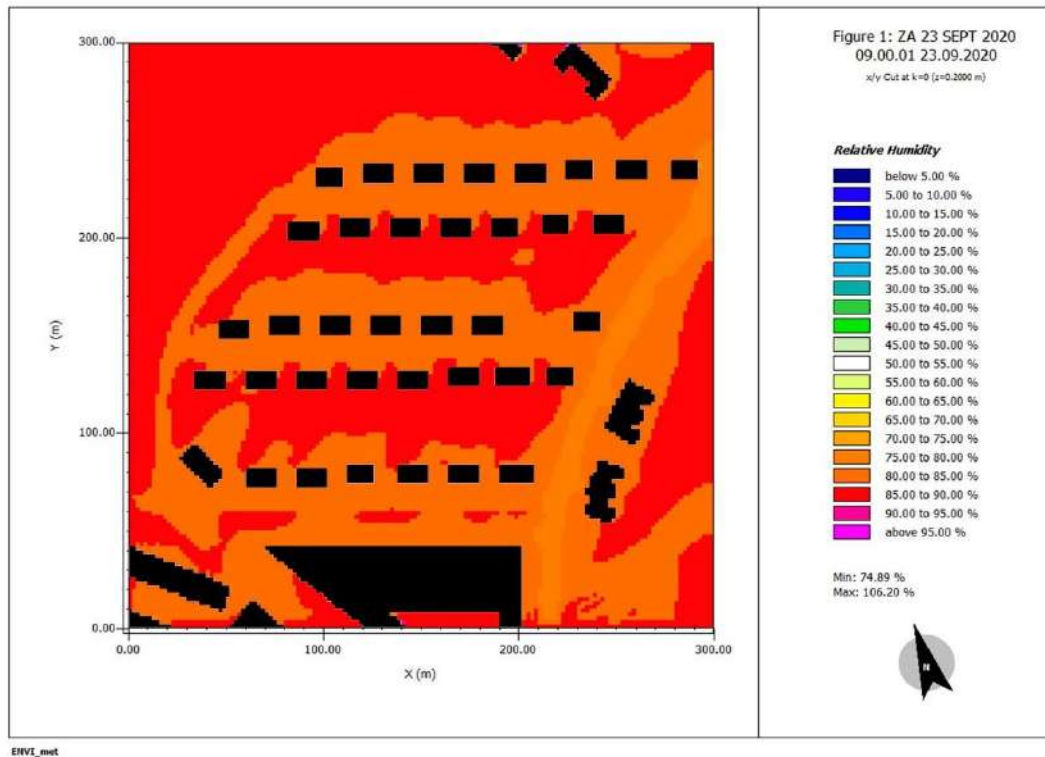 Figure 1: ZA 23 SEPT 2020
09.00.01 23.09.2020
x/y Cut at k=0 (z=0.2000 m)
Relative Humidity
below 5.00 %
5.00 to 10.00 %
10.00 to 15.00 %
15.00 to 20.00 %
20.00 to 25.00 %
25.00 to 30.00 %
30.00 to 35.00 %
35.00 to 40.00 %
40.00 to 45.00 %
45.00 to 50.00 %
50.00 to 55.00 %
55.00 to 60.00 %
60.00 to 65.00 %
65.00 to 70.00 %
70.00 to 75.00 %
75.00 to 80.00 %
80.00 to 85.00 %
85.00 to 90.00 %
90.00 to 95.00 %
above 95.00 %
Min: 74.89 %
Max: 106.20 %
N
300.00
200.00
Y (m)
100.00
0.00
0.00 100.00 200.00 300.00
X (m)
ENVI_met